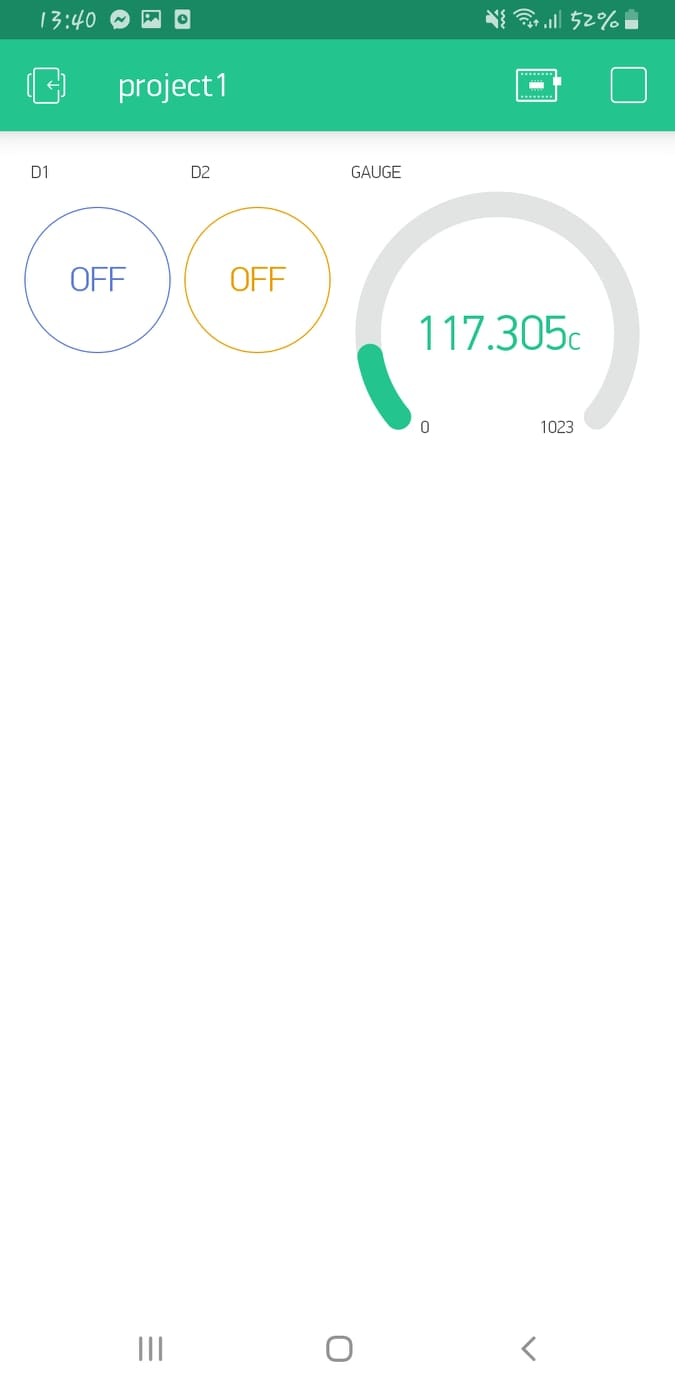 13:40 52%
project1
D1 D2 GAUGE
OFF OFF
117.305c
0 1023